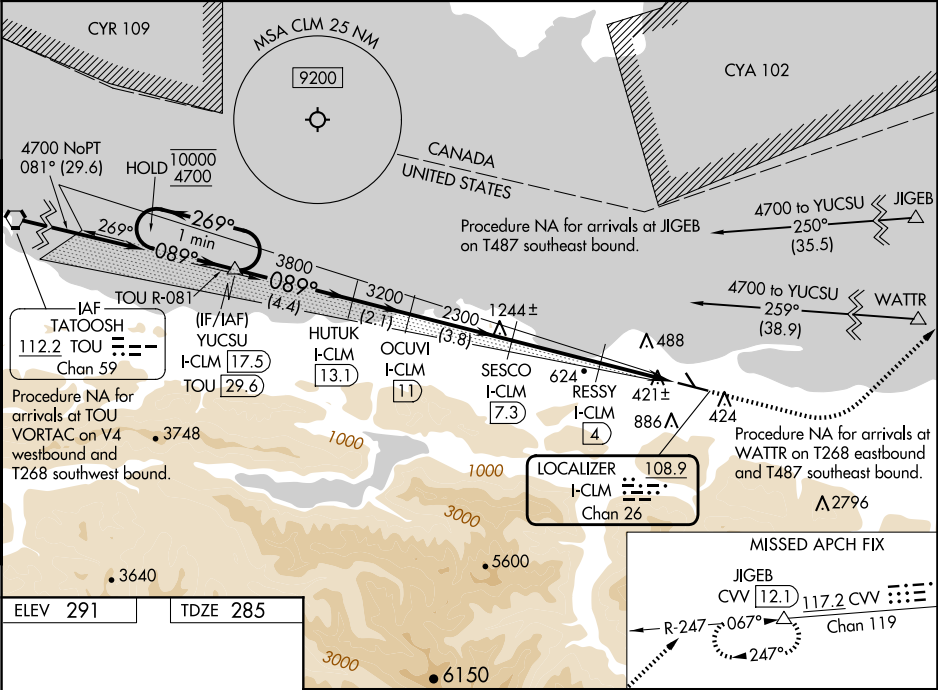 CYR 109
MSA CLM 25 NM
9200
CYA 102
CANADA
UNITED STATES
4700 NoPT
081° (29.6)
HOLD
10000
4700
269°
1 min
269°
089°
089°
3800
(4.4)
3200
(2.1)
2300
(3.8)
1244±
Procedure NA for arrivals at JIGEB
on T487 southeast bound.
4700 to YUCSU
250°
(35.5)
JIGEB
4700 to YUCSU
259°
(38.9)
WATTR
TOU R-081
IAF
TATOOSH
112.2 TOU
Chan 59
(IF/IAF)
YUCSU
I-CLM 17.5
TOU 29.6
HUTUK
I-CLM
13.1
OCUVI
I-CLM
11
SESCO
I-CLM
7.3
RESSY
I-CLM
4
488
624
421±
424
886
Procedure NA for
arrivals at TOU
VORTAC on V4
westbound and
T268 southwest bound.
3748
1000
1000
3000
LOCALIZER 108.9
I-CLM
Chan 26
Procedure NA for arrivals at
WATTR on T268 eastbound
and T487 southeast bound.
2796
3640
5600
3000
6150
ELEV 291
TDZE 285
MISSED APCH FIX
JIGEB
CVV 12.1
117.2 CVV
Chan 119
R-247
067°
247°